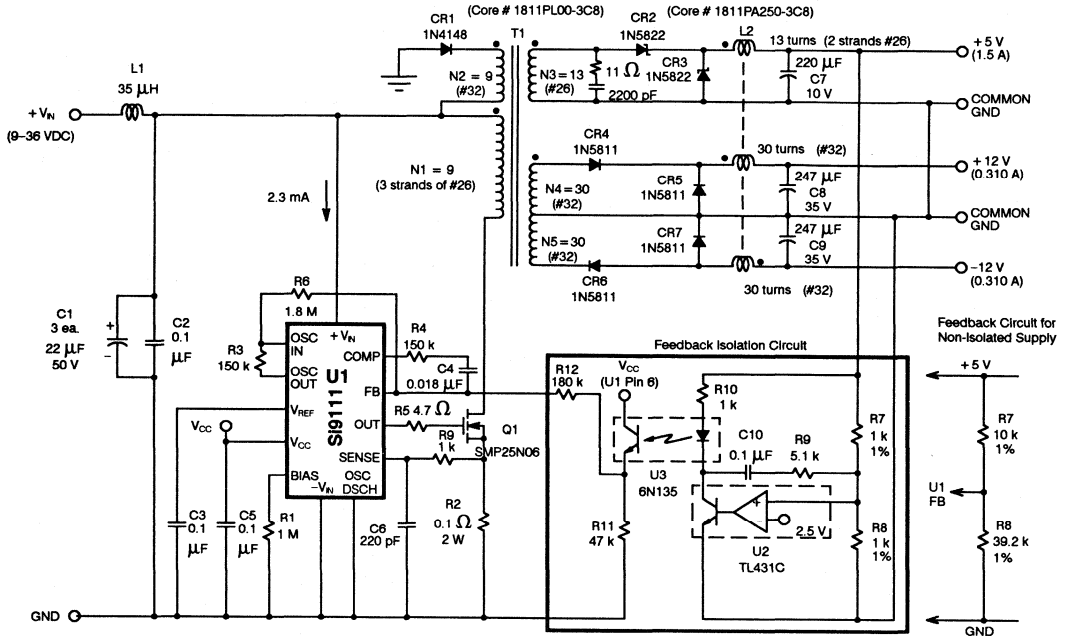 (Core # 1811PL00-3C8)
(Core # 1811PA250-3C8)
CR1
1N4148
T1
CR2
1N5822
L2
13 turns (2 strands #26)
+5 V
(1.5 A)
N2 = 9
(#32)
N3 = 13
(#26)
11 Ω
2200 pF
CR3
1N5822
220 μF
C7
10 V
COMMON
GND
L1
35 μH
+VIN
(9–36 VDC)
N1 = 9
(3 strands of #26)
2.3 mA
CR4
1N5811
30 turns (#32)
+12 V
(0.310 A)
N4=30
(#32)
CR5
1N5811
247 μF
C8
35 V
COMMON
GND
N5=30
(#32)
CR7
1N5811
247 μF
C9
35 V
CR6
1N5811
30 turns (#32)
–12 V
(0.310 A)
C1
3 ea.
22 μF
50 V
+
–
C2
0.1
μF
R6
1.8 M
R3
150 k
OSC
IN
OSC
OUT
VREF
VCC
BIAS
+VIN
COMP
FB
OUT
SENSE
OSC
DSCH
–VIN
U1
Si9111
R4
150 k
C4
0.018 μF
R5 4.7 Ω
R9
1 k
Q1
SMP25N06
VCC
C3
0.1
μF
C5
0.1
μF
R1
1 M
C6
220 pF
R2
0.1 Ω
2 W
GND
Feedback Isolation Circuit
R12
180 k
VCC
(U1 Pin 6)
R10
1 k
U3
6N135
C10
0.1 μF
R9
5.1 k
R7
1 k
1%
+
2.5 V
U2
TL431C
R11
47 k
R8
1 k
1%
Feedback Circuit for
Non-Isolated Supply
+5 V
R7
10 k
1%
U1
FB
R8
39.2 k
1%
GND